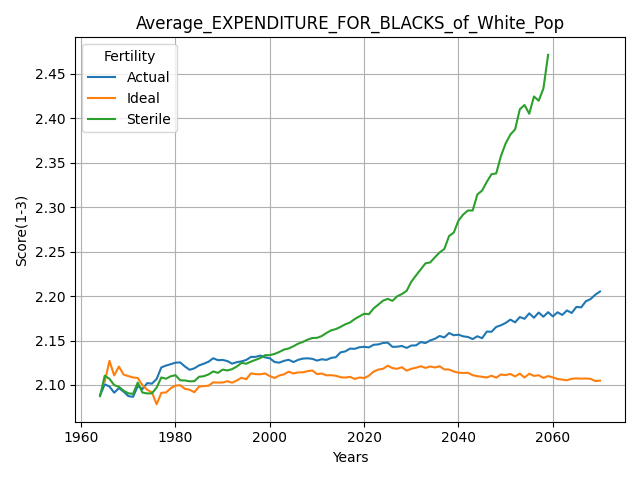 Average_EXPENDITURE_FOR_BLACKS_of_White_Pop
Fertility
Actual
Ideal
Sterile
Score(1-3)
2.45
2.40
2.35
2.30
2.25
2.20
2.15
2.10
1960 1980 2000 2020 2040 2060
Years